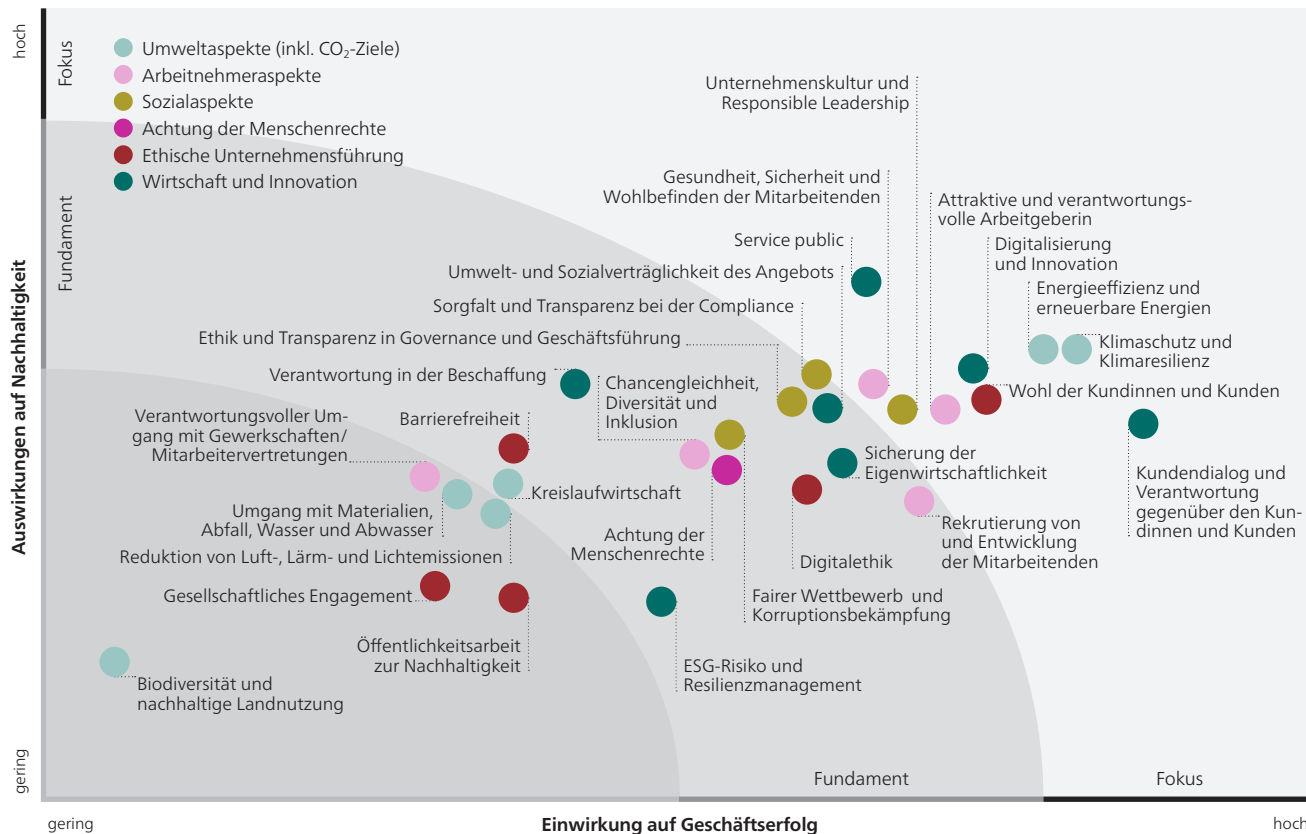 hoch
Fokus
Fundament
Auswirkungen auf Nachhaltigkeit
gering
Umweltaspekte (inkl. CO₂-Ziele)
Arbeitnehmeraspekte
Sozialaspekte
Achtung der Menschenrechte
Ethische Unternehmensführung
Wirtschaft und Innovation
Unternehmenskultur und
Responsible Leadership
Gesundheit, Sicherheit und
Wohlbefinden der Mitarbeitenden
Attraktive und verantwortungs-
volle Arbeitgeberin
Service public
Digitalisierung
und Innovation
Umwelt- und Sozialverträglichkeit des Angebots
Energieeffizienz und
erneuerbare Energien
Sorgfalt und Transparenz bei der Compliance
Ethik und Transparenz in Governance und Geschäftsführung
Klimaschutz und
Klimaresilienz
Verantwortung in der Beschaffung
Chancengleichheit,
Diversität und
Inklusion
Wohl der Kundinnen und Kunden
Verantwortungsvoller Um-
gang mit Gewerkschaften/
Mitarbeitervertretungen
Barrierefreiheit
Sicherung der
Eigenwirtschaftlichkeit
Kundendialog und
Verantwortung
gegenüber den Kun-
dinnen und Kunden
Kreislaufwirtschaft
Umgang mit Materialien,
Abfall, Wasser und Abwasser
Reduktion von Luft-, Lärm- und Lichtemissionen
Achtung der
Menschenrechte
Digitalethik
Rekrutierung von
und Entwicklung
der Mitarbeitenden
Gesellschaftliches Engagement
Fairer Wettbewerb und
Korruptionsbekämpfung
Öffentlichkeitsarbeit
zur Nachhaltigkeit
ESG-Risiko und
Resilienzmanagement
Biodiversität und
nachhaltige Landnutzung
Fundament
Fokus
gering
Einwirkung auf Geschäftserfolg
hoch